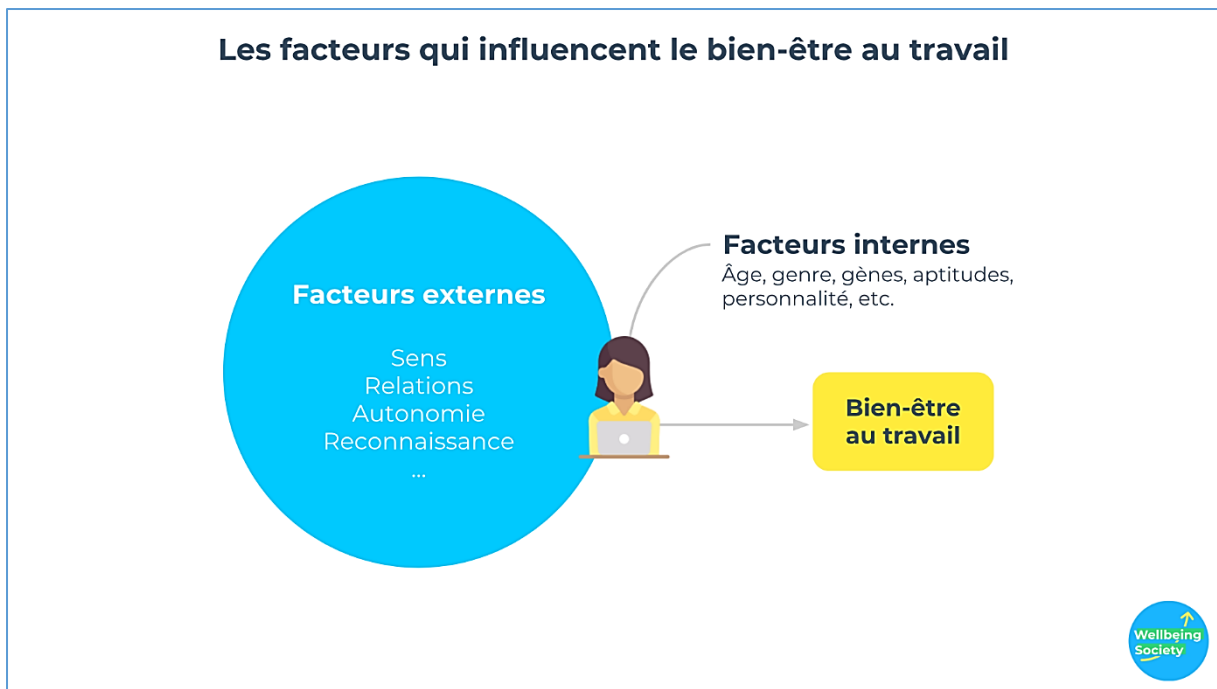 Les facteurs qui influencent le bien-être au travail
Facteurs externes
Sens
Relations
Autonomie
Reconnaissance
...
Facteurs internes
Âge, genre, gènes, aptitudes,
personnalité, etc.
Bien-être
au travail
Wellbeing
Society